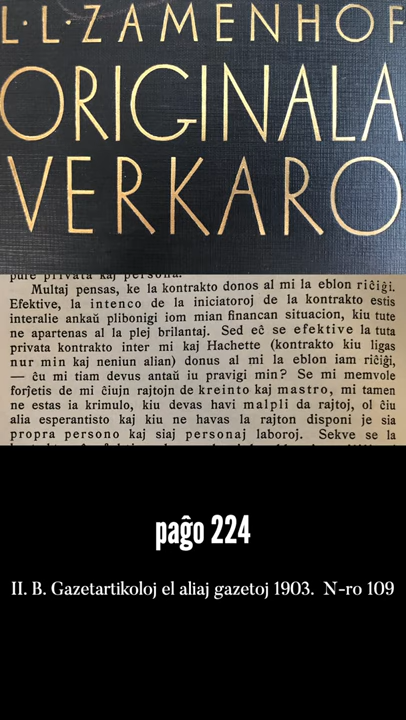 L·L·ZAMENHOF
ORIGINALA
VERKARO
pure privata kaj persona.
Multaj pensas, ke la kontrakto donos al mi la eblon riĉiĝi.
Efektive, la intenco de la iniciatoroj de la kontrakto estis
interalie ankaŭ plibonigi iom mian financan situacion, kiu tute
ne apartenas al la plej brilantaj. Sed eĉ se efektive la tuta
privata kontrakto inter mi kaj Hachette (kontrakto kiu ligas
nur min kaj neniun alian) donus al mi la eblon iam riĉiĝi,
— ĉu mi tiam devus antaŭ iu pravigi min? Se mi memvole
forjetis de mi ĉiujn rajtojn de kreinto kaj mastro, mi tamen
ne estas ia krimulo, kiu devas havi malpli da rajtoj, ol ĉiu
alia esperantisto kaj kiu ne havas la rajton disponi je sia
propra persono kaj siaj personaj laboroj. Sekve se la
paĝo 224
II. B. Gazetartikoloj el aliaj gazetoj 1903. N-ro 109